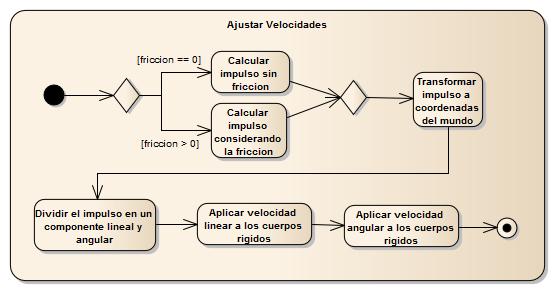 Ajustar Velocidades
[friccion == 0]
Calcular
impulso sin
friccion
[friccion > 0]
Calcular
impulso
considerando
la friccion
Transformar
impulso a
coordenadas
del mundo
Dividir el impulso en un
componente lineal y
angular
Aplicar velocidad
linear a los cuerpos
rigidos
Aplicar velocidad
angular a los cuerpos
rigidos